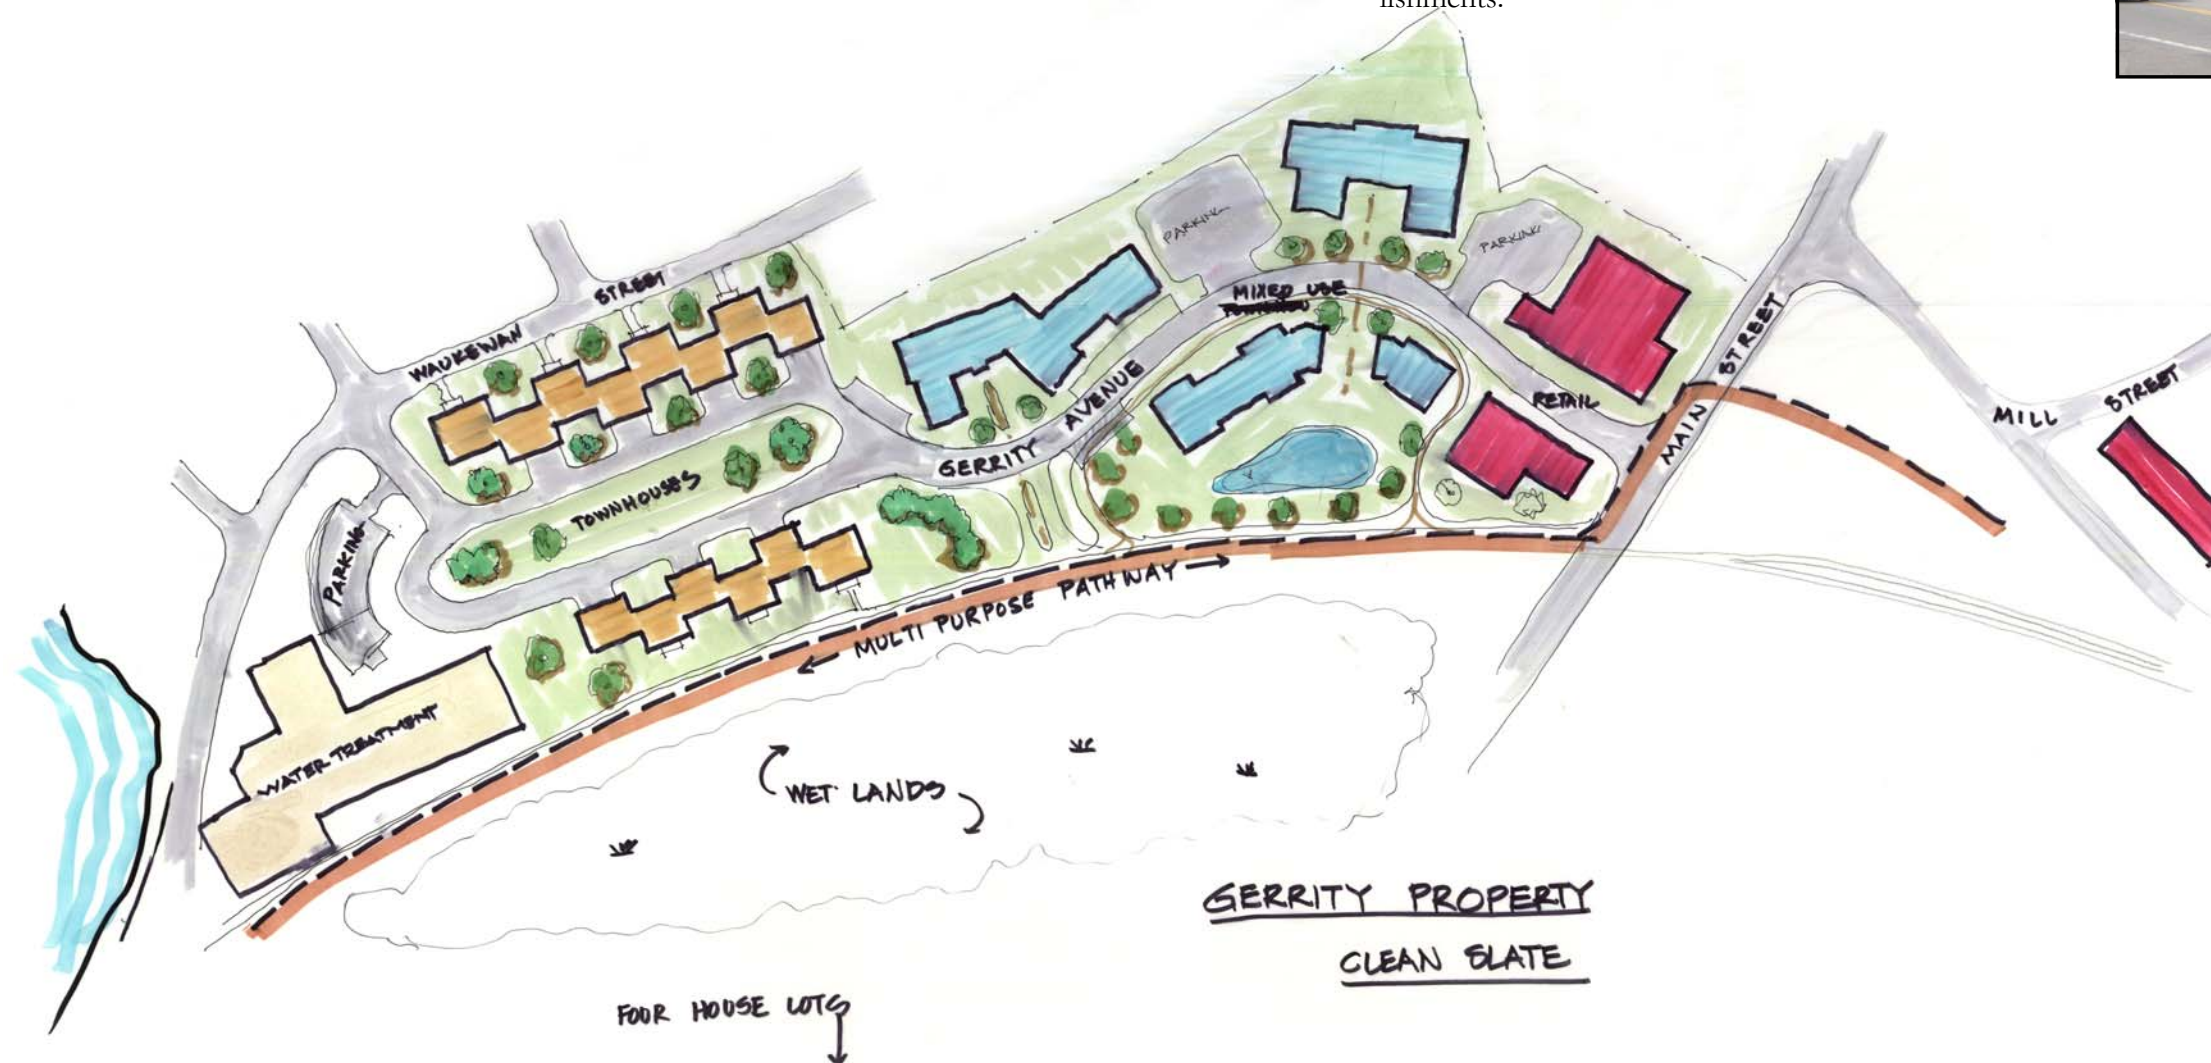 lishments.
PARKING
PARKING
STREET
MIXED USE
WAUKEWAN
STREET
STREET
AVENUE
RETAIL
MILL
MAIN
GERRITY
TOWNHOUSES
PARKING
MULTI PURPOSE PATHWAY
WATER TREATMENT
WET LANDS
GERRITY PROPERTY
CLEAN SLATE
FOUR HOUSE LOTS